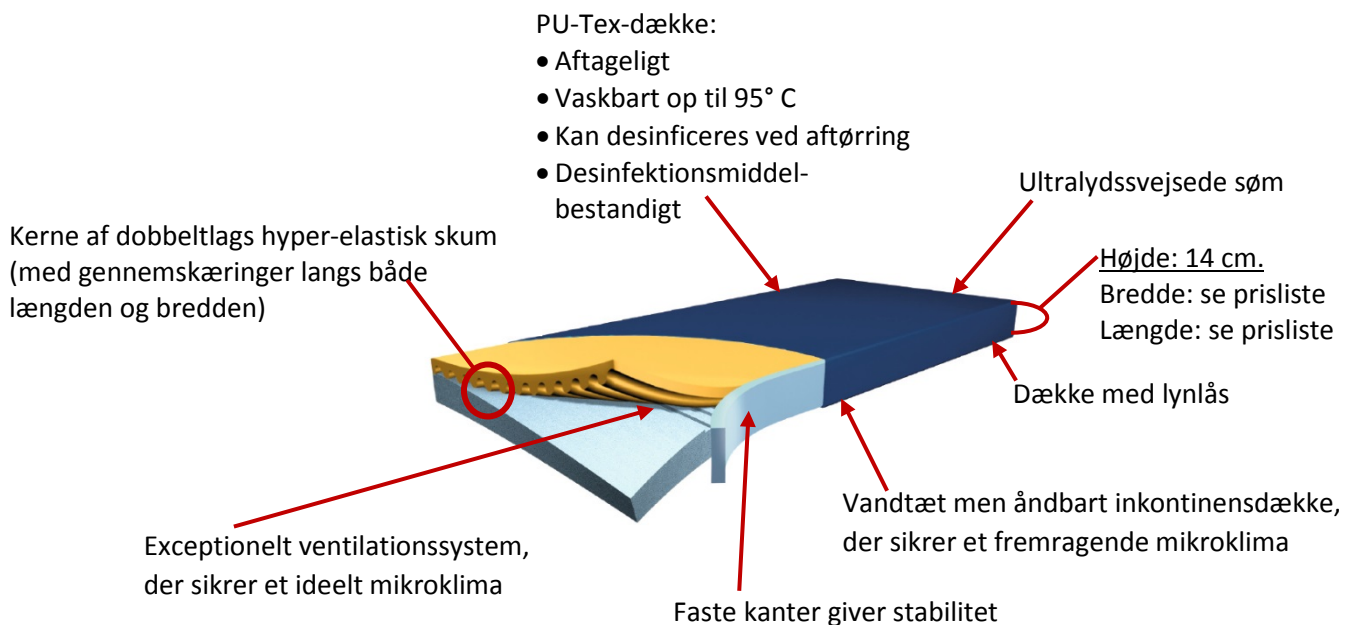 PU-Tex-dække:
• Aftageligt
• Vaskbart op til 95° C
• Kan desinficeres ved aftørring
• Desinfektionsmiddel-
bestandigt
Ultralydssvejsede søm
Kerne af dobbeltlags hyper-elastisk skum
(med gennemskæringer langs både
længden og bredden)
Højde: 14 cm.
Bredde: se prisliste
Længde: se prisliste
Dække med lynlås
Vandtæt men åndbart inkontinensdække,
der sikrer et fremragende mikroklima
Exceptionelt ventilationssystem,
der sikrer et ideelt mikroklima
Faste kanter giver stabilitet